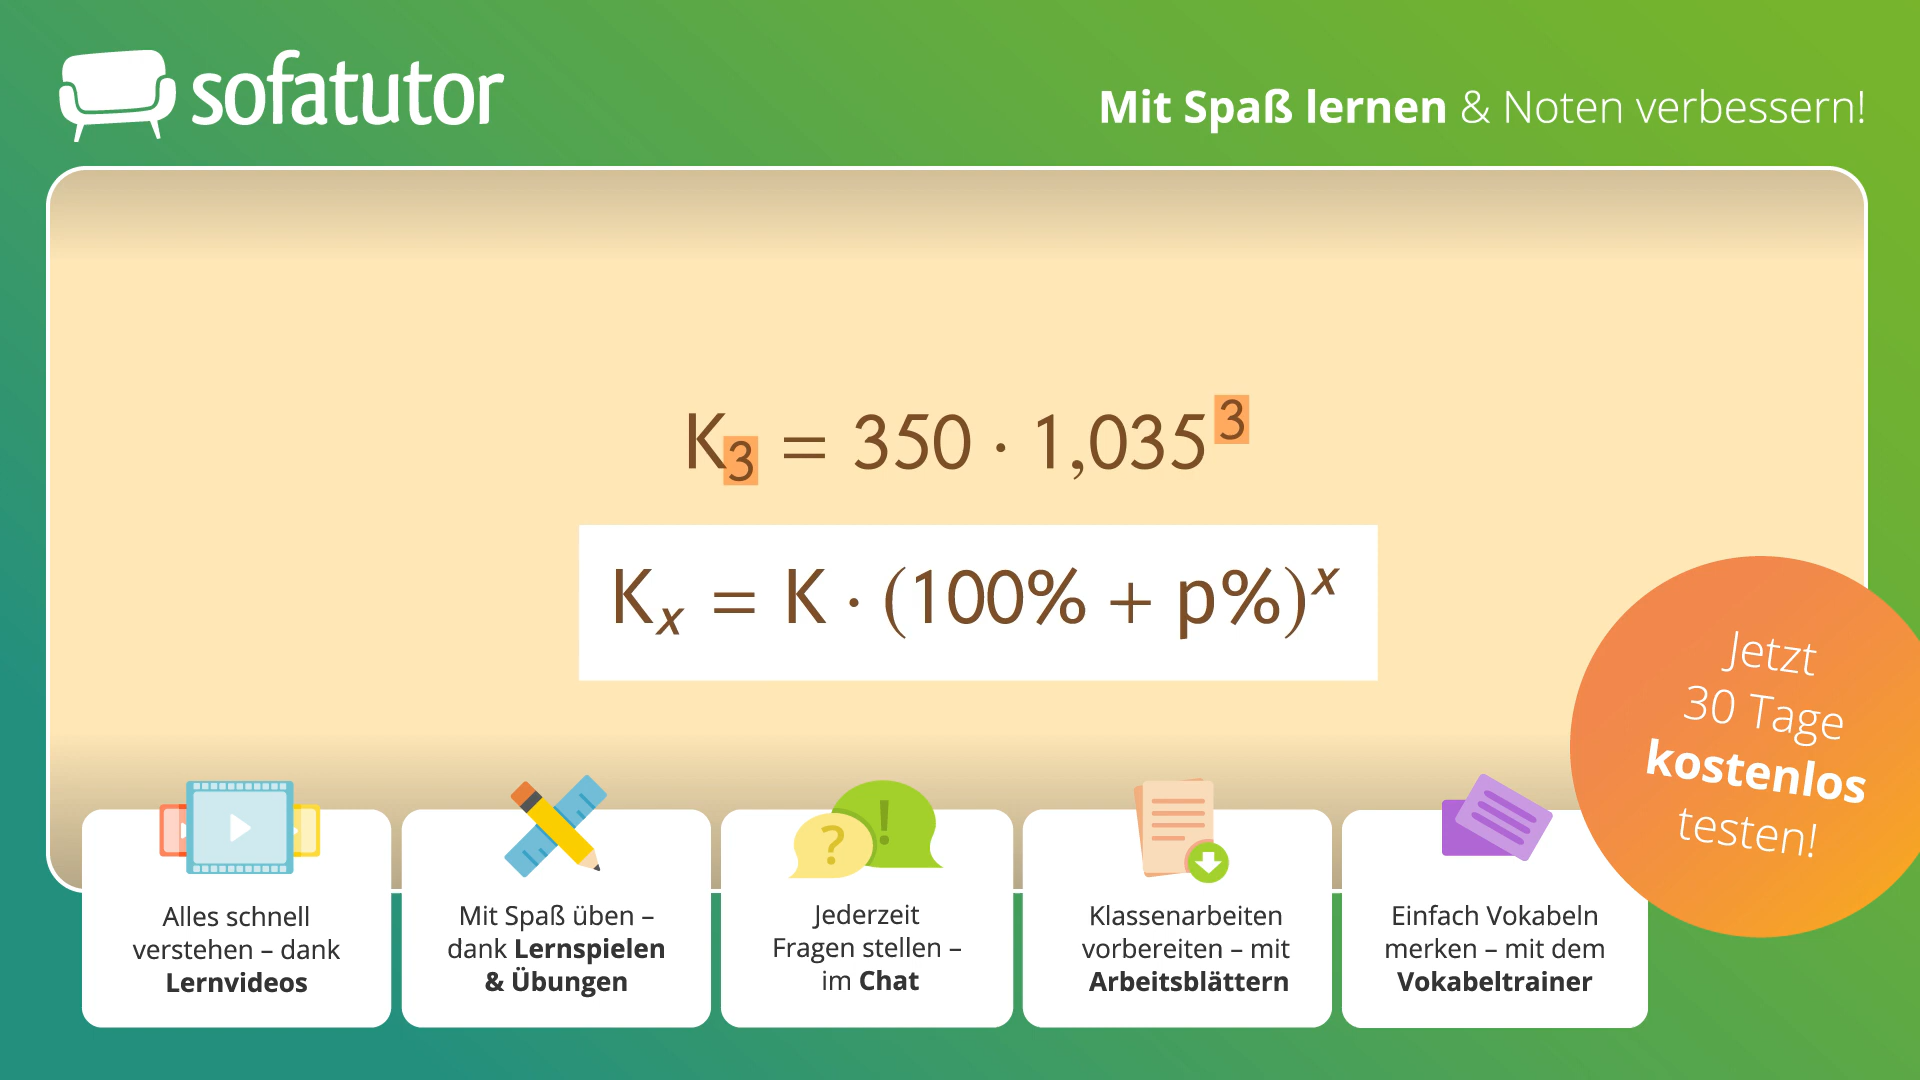 sofatutor
Mit Spaß lernen & Noten verbessern!
K₃ = 350 · 1,035³
Kₓ = K · (100% + p%)ˣ
Jetzt
30 Tage
kostenlos
testen!
? !
Alles schnell
verstehen – dank
Lernvideos
Mit Spaß üben –
dank Lernspielen
& Übungen
Jederzeit
Fragen stellen –
im Chat
Klassenarbeiten
vorbereiten – mit
Arbeitsblättern
Einfach Vokabeln
merken – mit dem
Vokabeltrainer